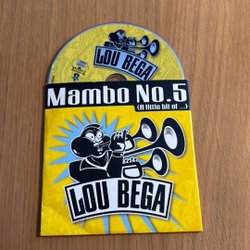 LOU BEGA
Mambo No.5
(A little bit of ...)
LOU BEGA